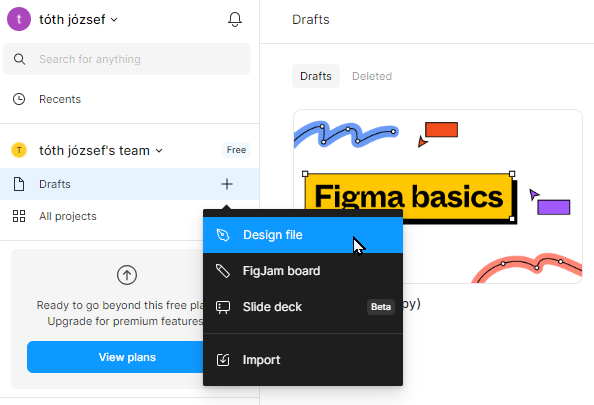 t tóth józsef
Search for anything
Recents
T tóth józsef's team Free
Drafts
All projects
Ready to go beyond this free
Upgrade for premium features
View plans
Design file
FigJam board
Slide deck Beta
Import
Drafts
Drafts Deleted
Figma basics